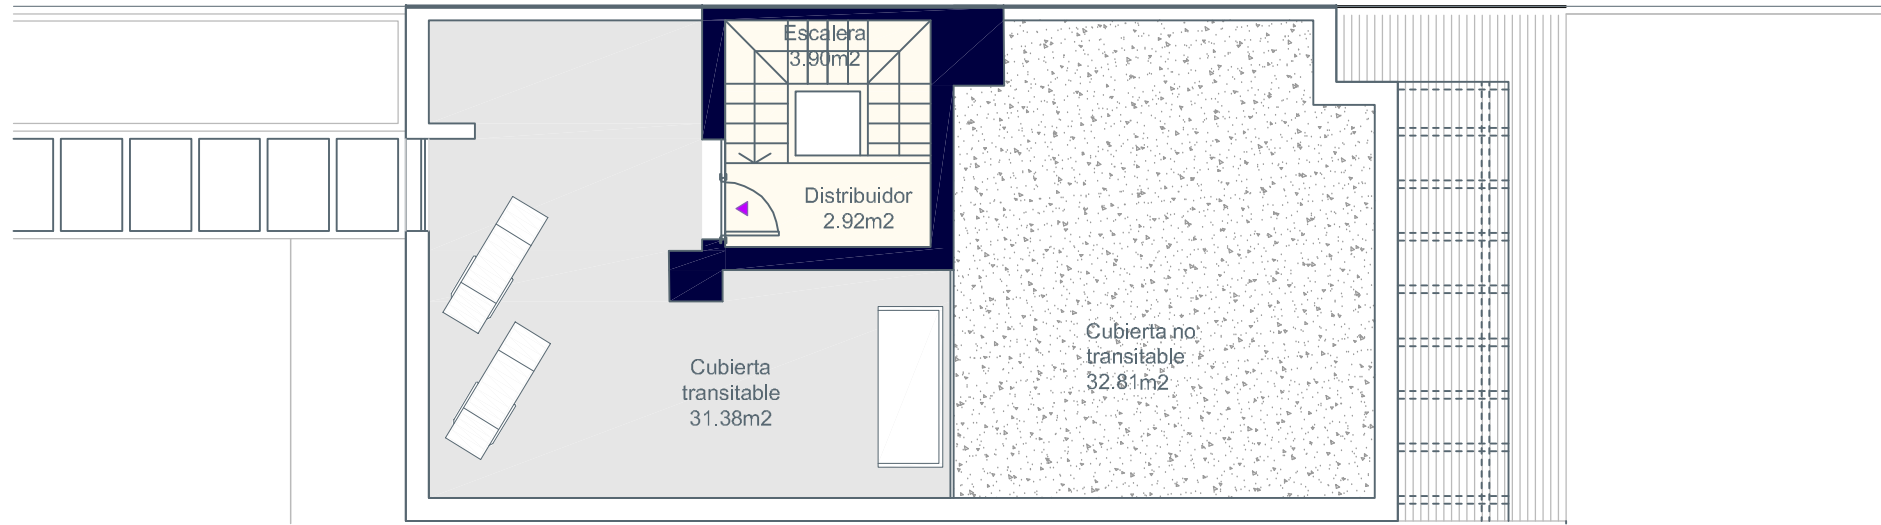 Escalera
3.90m2
Distribuidor
2.92m2
Cubierta
transitable
31.38m2
Cubierta no
transitable
32.81m2